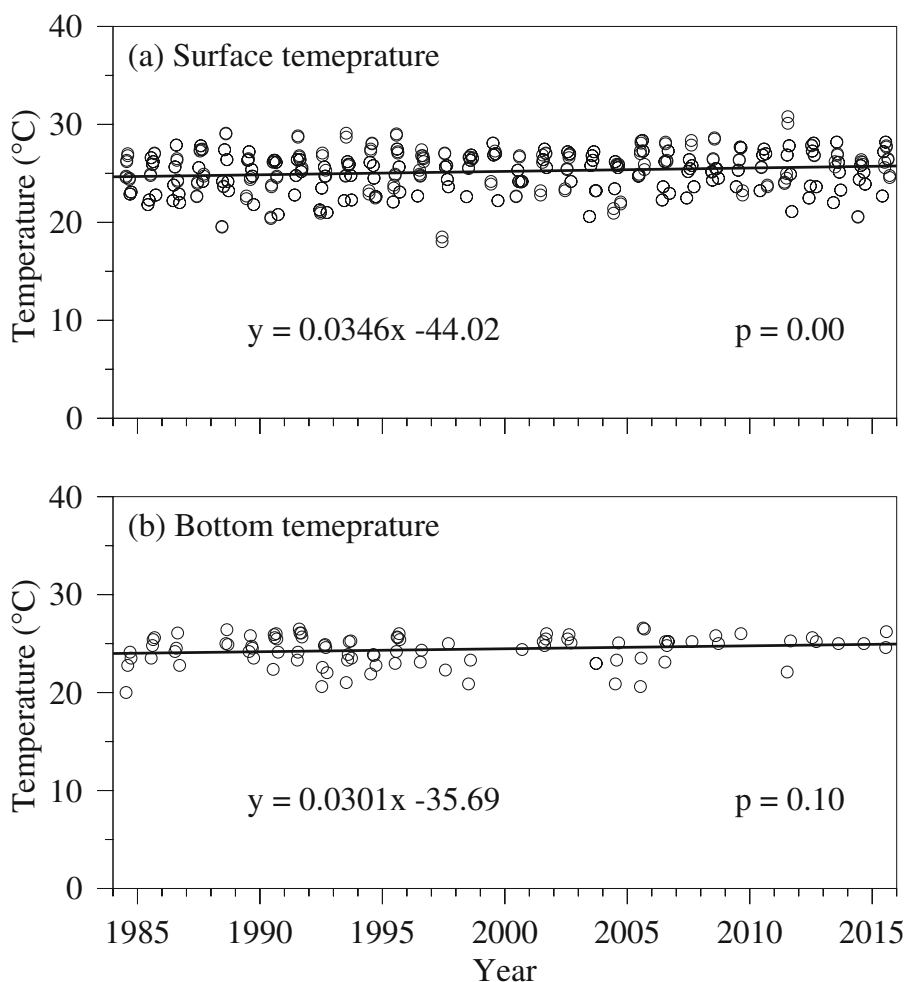 40
(a) Surface temeprature
30
20
10
0
Temperature (°C)
y = 0.0346x -44.02 p = 0.00
40
(b) Bottom temeprature
30
20
10
0
Temperature (°C)
y = 0.0301x -35.69 p = 0.10
1985 1990 1995 2000 2005 2010 2015
Year